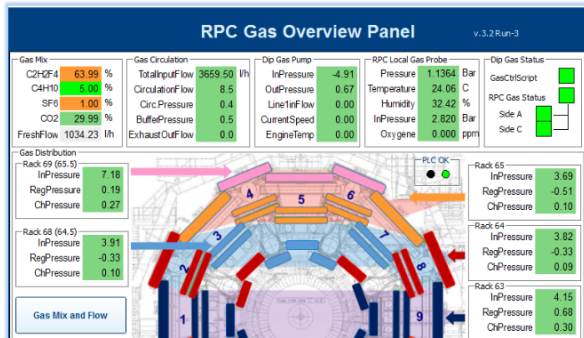 RPC Gas Overview Panel
v.3.2 Run-3
Gas Mix
C2H2F4 63.99 %
C4H10 5.00 %
SF6 1.00 %
CO2 29.99 %
FreshFlow 1034.23 l/h
Gas Circulation
TotalInputFlow 3659.50 l/h
CirculationFlow 8.5
Circ.Pressure 0.4
BufferPressure 0.5
ExhaustOutFlow 0.0
Dip Gas Pump
InPressure -4.91
OutPressure 0.67
Line1inFlow 0.00
CurrentSpeed 0.00
EngineTemp 0.00
RPC Local Gas Probe
Pressure 1.1364 Bar
Temperature 24.06 C
Humidity 32.42 %
InPressure 2.820 Bar
Oxygene 0.000 ppm
Dip Gas Status
GasCtrlScript
RPC Gas Status
Side A
Side C
Gas Distribution
Rack 69 (65.5)
InPressure 7.18
RegPressure 0.19
ChPressure 0.27
Rack 68 (64.5)
InPressure 3.91
RegPressure -0.33
ChPressure 0.10
Gas Mix and Flow
1
2
3
4
5
6
7
8
9
PLC OK
Rack 65
InPressure 3.69
RegPressure -0.51
ChPressure 0.10
Rack 64
InPressure 3.82
RegPressure -0.33
ChPressure 0.09
Rack 63
InPressure 4.15
RegPressure 0.68
ChPressure 0.30